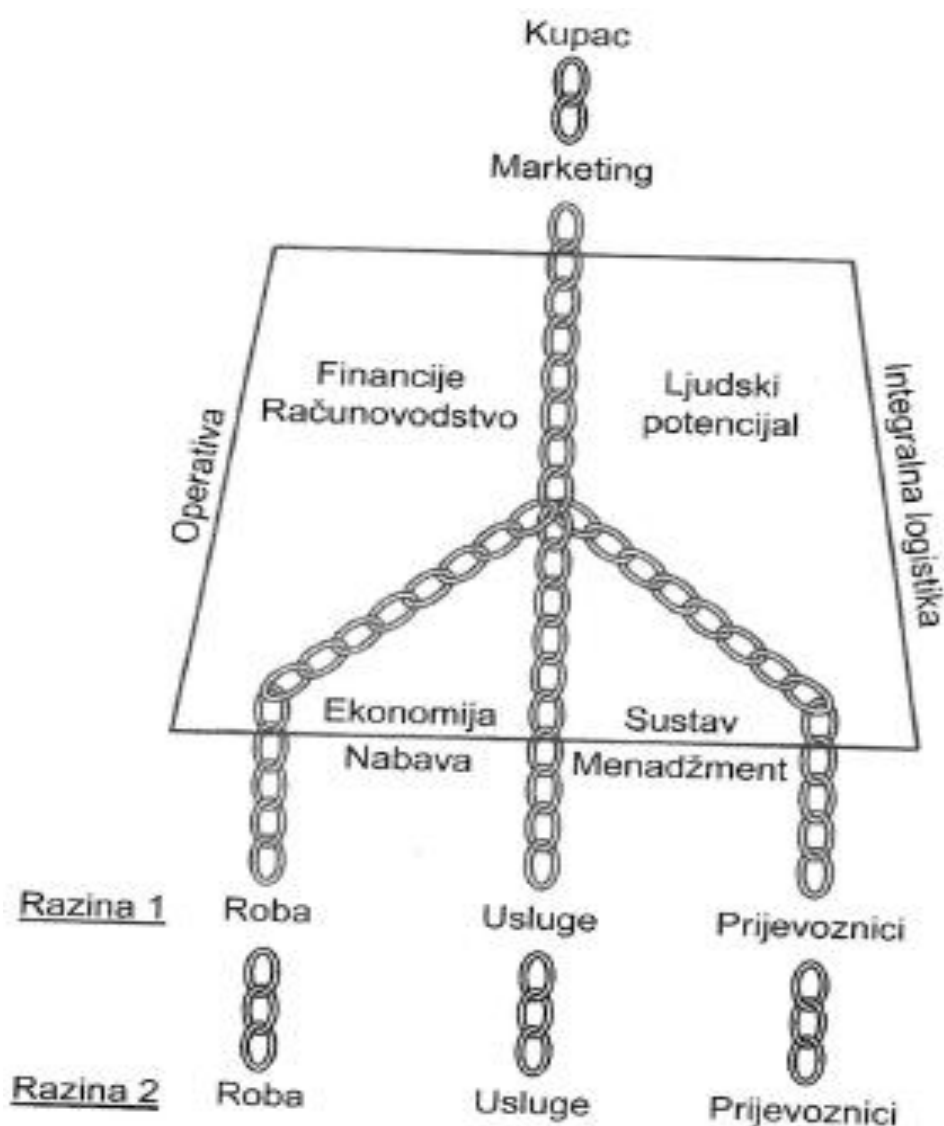 Kupac
Marketing
Financije
Računovodstvo
Ljudski
potencijal
Operativa
Integralna logistika
Ekonomija
Sustav
Nabava
Menadžment
Razina 1
Roba
Usluge
Prijevoznici
Razina 2
Roba
Usluge
Prijevoznici